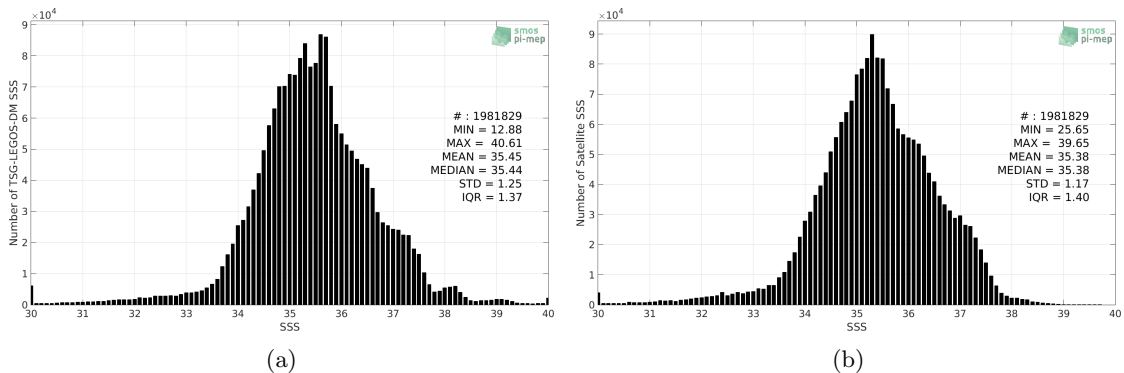 ×10⁴
9
8
7
6
5
4
3
2
1
0
Number of TSG-LEGOS-DM SSS
30 31 32 33 34 35 36 37 38 39 40
SSS
smos
pi-mep
# : 1981829
MIN = 12.88
MAX = 40.61
MEAN = 35.45
MEDIAN = 35.44
STD = 1.25
IQR = 1.37
(a)
×10⁴
9
8
7
6
5
4
3
2
1
0
Number of Satellite SSS
30 31 32 33 34 35 36 37 38 39 40
SSS
smos
pi-mep
# : 1981829
MIN = 25.65
MAX = 39.65
MEAN = 35.38
MEDIAN = 35.38
STD = 1.17
IQR = 1.40
(b)